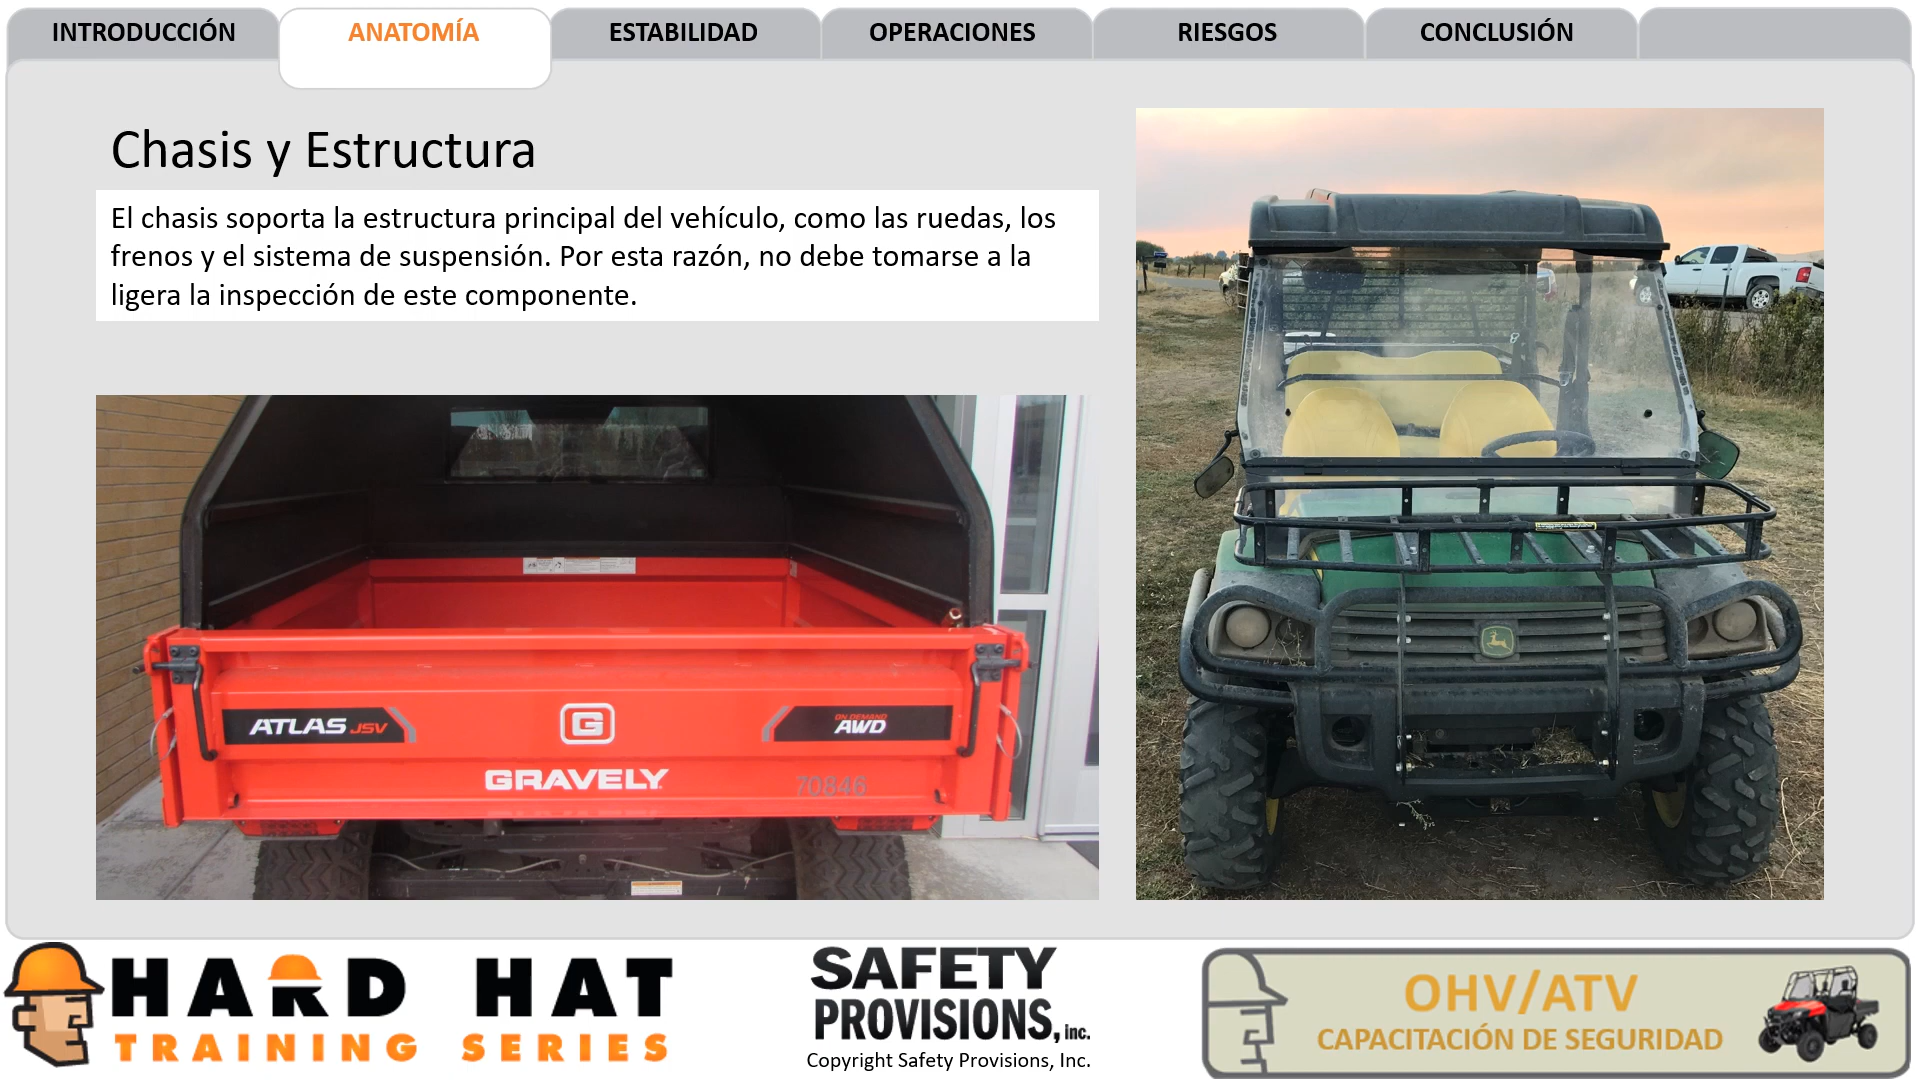 INTRODUCCIÓN
ANATOMÍA
ESTABILIDAD
OPERACIONES
RIESGOS
CONCLUSIÓN
Chasis y Estructura
El chasis soporta la estructura principal del vehículo, como las ruedas, los
frenos y el sistema de suspensión. Por esta razón, no debe tomarse a la
ligera la inspección de este componente.
ATLAS JSV
G
ON DEMAND
AWD
GRAVELY
70846
HARD HAT
TRAINING SERIES
SAFETY
PROVISIONS, inc.
Copyright Safety Provisions, Inc.
OHV/ATV
CAPACITACIÓN DE SEGURIDAD